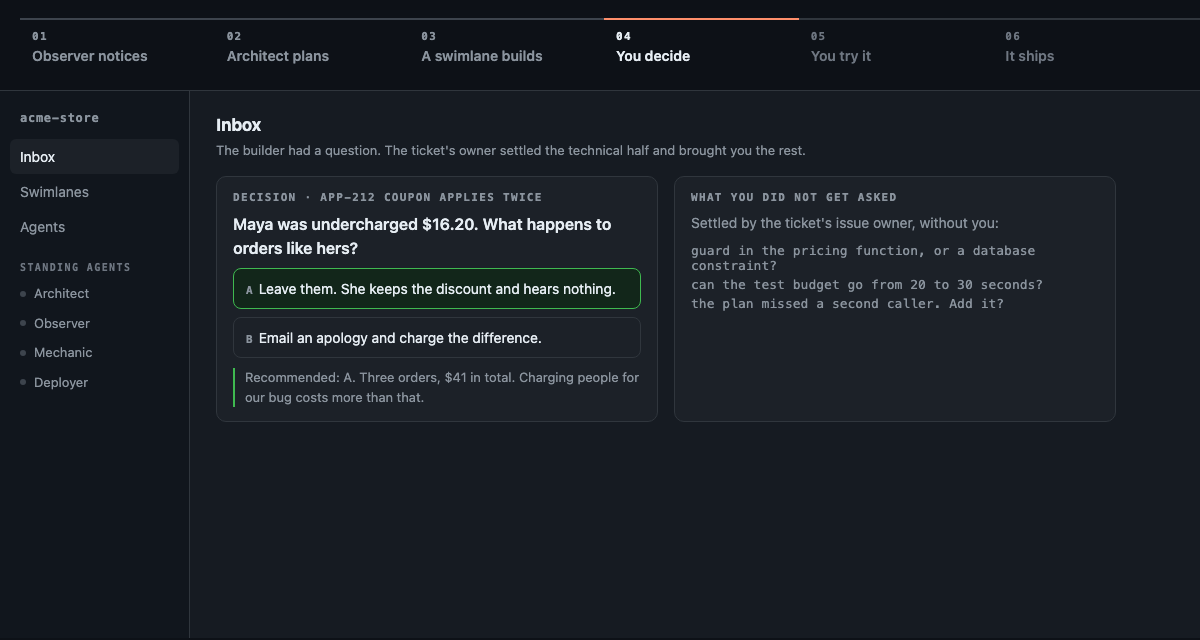 01
Observer notices
02
Architect plans
03
A swimlane builds
04
You decide
05
You try it
06
It ships
acme-store
Inbox
Swimlanes
Agents
STANDING AGENTS
Architect
Observer
Mechanic
Deployer
Inbox
The builder had a question. The ticket's owner settled the technical half and brought you the rest.
DECISION · APP-212 COUPON APPLIES TWICE
Maya was undercharged $16.20. What happens to
orders like hers?
A Leave them. She keeps the discount and hears nothing.
B Email an apology and charge the difference.
Recommended: A. Three orders, $41 in total. Charging people for
our bug costs more than that.
WHAT YOU DID NOT GET ASKED
Settled by the ticket's issue owner, without you:
guard in the pricing function, or a database
constraint?
can the test budget go from 20 to 30 seconds?
the plan missed a second caller. Add it?